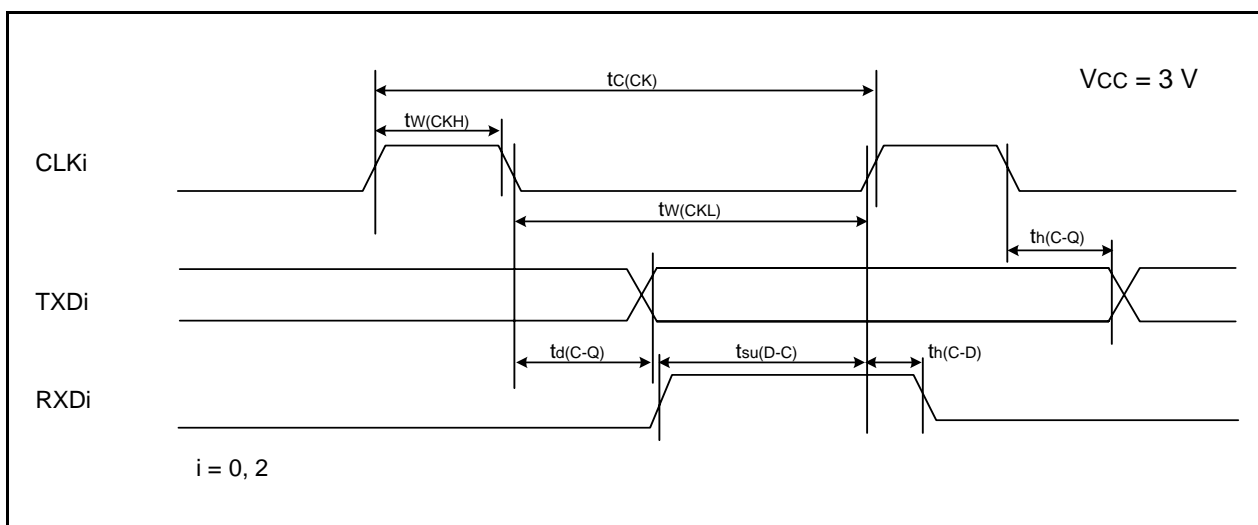 tC(CK)
VCC = 3 V
tW(CKH)
CLKi
tW(CKL)
th(C-Q)
TXDi
td(C-Q)
tsu(D-C)
th(C-D)
RXDi
i = 0, 2